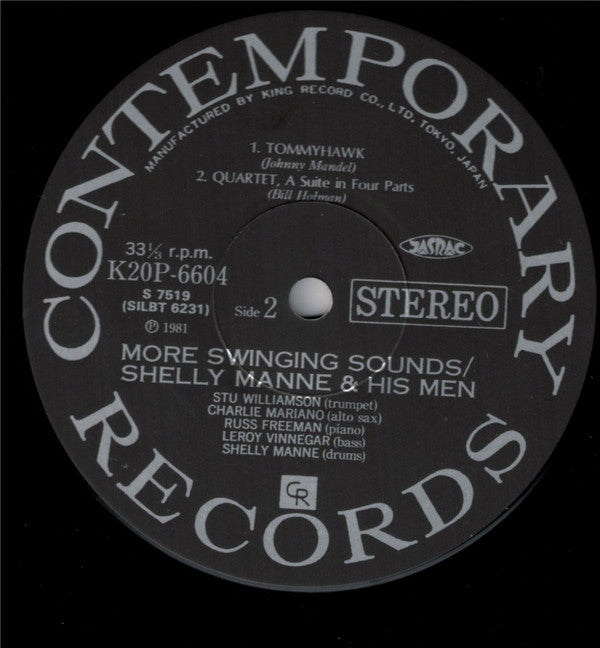 CONTEMPORARY
MANUFACTURED BY KING RECORD CO., LTD, TOKYO, JAPAN
1. TOMMYHAWK
(Johnny Mandel)
2. QUARTET, A Suite in Four Parts
(Bill Holman)
33 1/3 r.p.m.
K20P-6604
S 7519
(SILBT 6231)
Ⓟ 1981
Side 2
JASRAC
STEREO
MORE SWINGING SOUNDS/
SHELLY MANNE & HIS MEN
STU WILLIAMSON (trumpet)
CHARLIE MARIANO (alto sax)
RUSS FREEMAN (piano)
LEROY VINNEGAR (bass)
SHELLY MANNE (drums)
CR
RECORDS